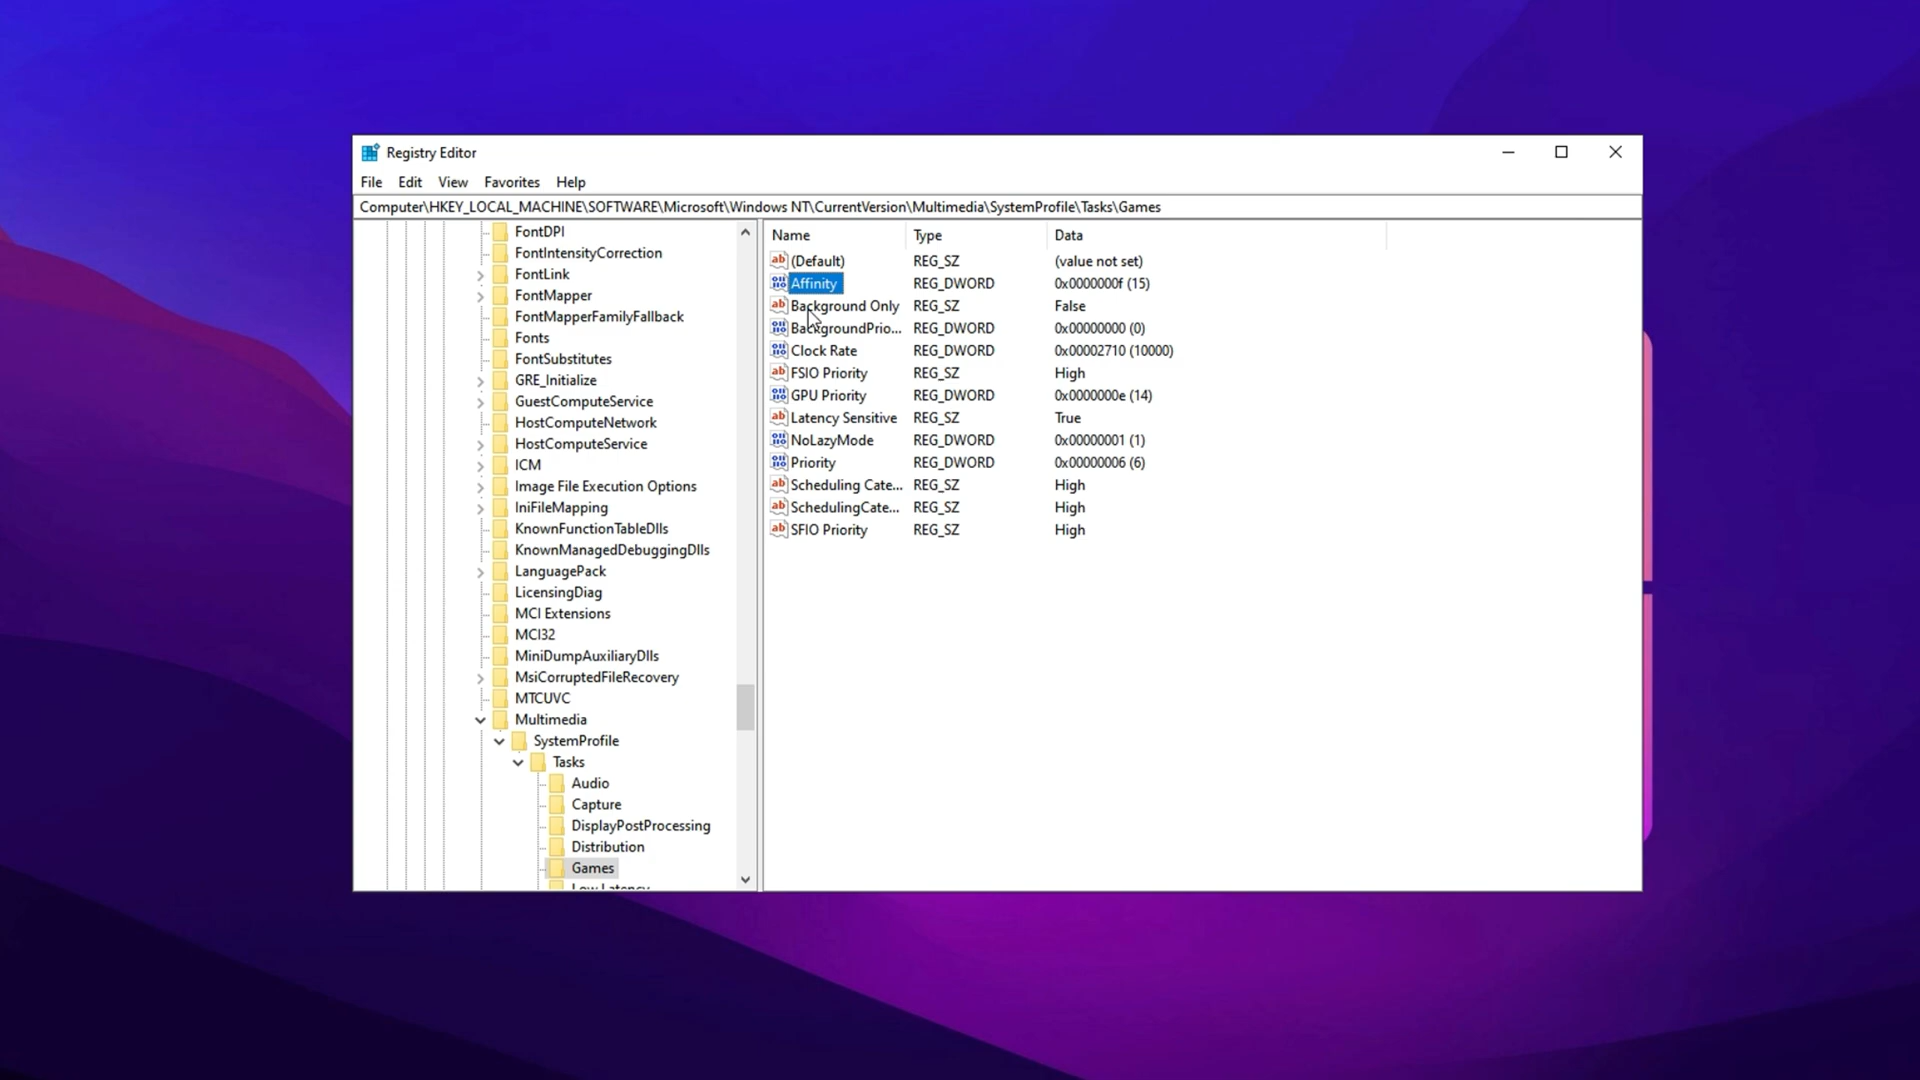 Registry Editor
File Edit View Favorites Help
Computer\HKEY_LOCAL_MACHINE\SOFTWARE\Microsoft\Windows NT\CurrentVersion\Multimedia\SystemProfile\Tasks\Games
FontDPI
FontIntensityCorrection
FontLink
FontMapper
FontMapperFamilyFallback
Fonts
FontSubstitutes
GRE_Initialize
GuestComputeService
HostComputeNetwork
HostComputeService
ICM
Image File Execution Options
IniFileMapping
KnownFunctionTableDlls
KnownManagedDebuggingDlls
LanguagePack
LicensingDiag
MCI Extensions
MCI32
MiniDumpAuxiliaryDlls
MsiCorruptedFileRecovery
MTCUVC
Multimedia
SystemProfile
Tasks
Audio
Capture
DisplayPostProcessing
Distribution
Games
Low Latency
Name Type Data
(Default) REG_SZ (value not set)
Affinity REG_DWORD 0x0000000f (15)
Background Only REG_SZ False
BackgroundPrio... REG_DWORD 0x00000000 (0)
Clock Rate REG_DWORD 0x00002710 (10000)
FSIO Priority REG_SZ High
GPU Priority REG_DWORD 0x0000000e (14)
Latency Sensitive REG_SZ True
NoLazyMode REG_DWORD 0x00000001 (1)
Priority REG_DWORD 0x00000006 (6)
Scheduling Cate... REG_SZ High
SchedulingCate... REG_SZ High
SFIO Priority REG_SZ High